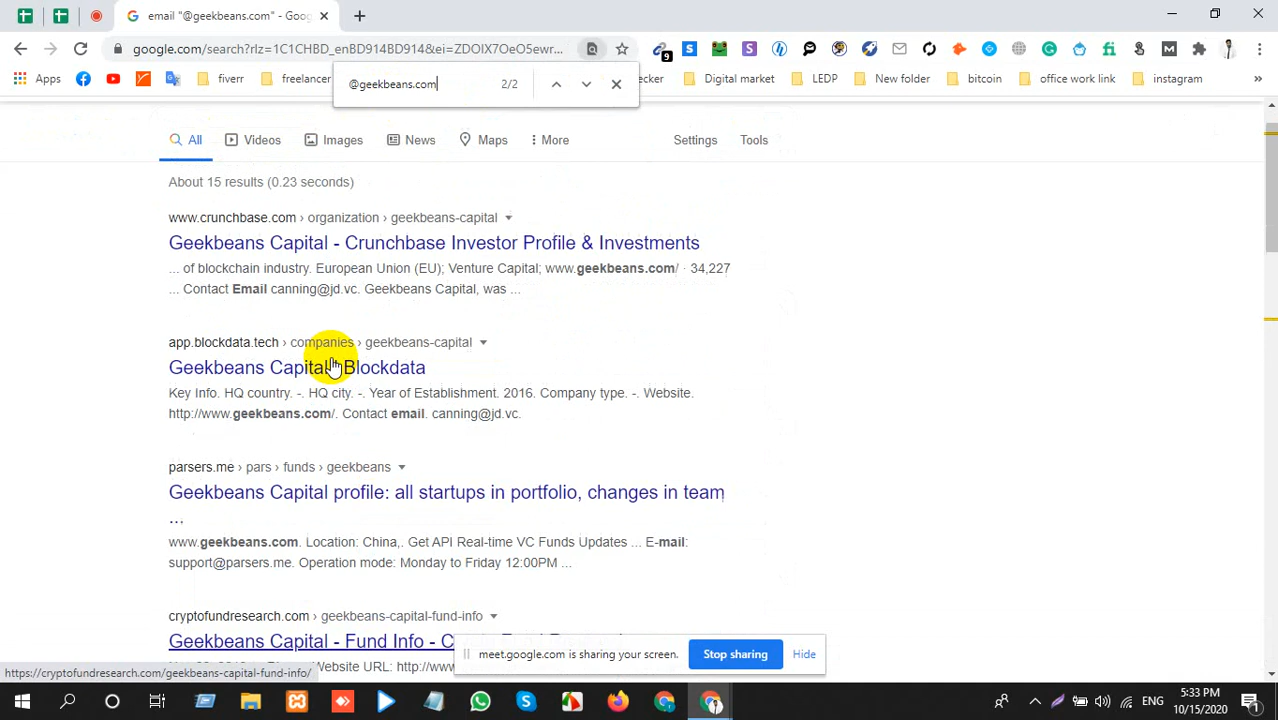 email "@geekbeans.com" - Goog
google.com/search?rlz=1C1CHBD_enBD914BD914&ei=ZDOIX7OeO5ewr...
9
Apps
fiverr
freelancer
cker
Digital market
LEDP
New folder
bitcoin
office work link
instagram
@geekbeans.com
2/2
All
Videos
Images
News
Maps
More
Settings
Tools
About 15 results (0.23 seconds)
www.crunchbase.com › organization › geekbeans-capital
Geekbeans Capital - Crunchbase Investor Profile & Investments
... of blockchain industry. European Union (EU); Venture Capital; www.geekbeans.com/ · 34,227
... Contact Email canning@jd.vc. Geekbeans Capital, was ...
app.blockdata.tech › companies › geekbeans-capital
Geekbeans Capital Blockdata
Key Info. HQ country. -. HQ city. -. Year of Establishment. 2016. Company type. -. Website.
http://www.geekbeans.com/. Contact email. canning@jd.vc.
parsers.me › pars › funds › geekbeans
Geekbeans Capital profile: all startups in portfolio, changes in team
...
www.geekbeans.com. Location: China,. Get API Real-time VC Funds Updates ... E-mail:
support@parsers.me. Operation mode: Monday to Friday 12:00PM ...
cryptofundresearch.com › geekbeans-capital-fund-info
Geekbeans Capital - Fund Info - C
Website URL: http://ww
meet.google.com is sharing your screen.
Stop sharing
Hide
https://cryptofundresearch.com/geekbeans-capital-fund-info/
ENG
5:33 PM
10/15/2020
1